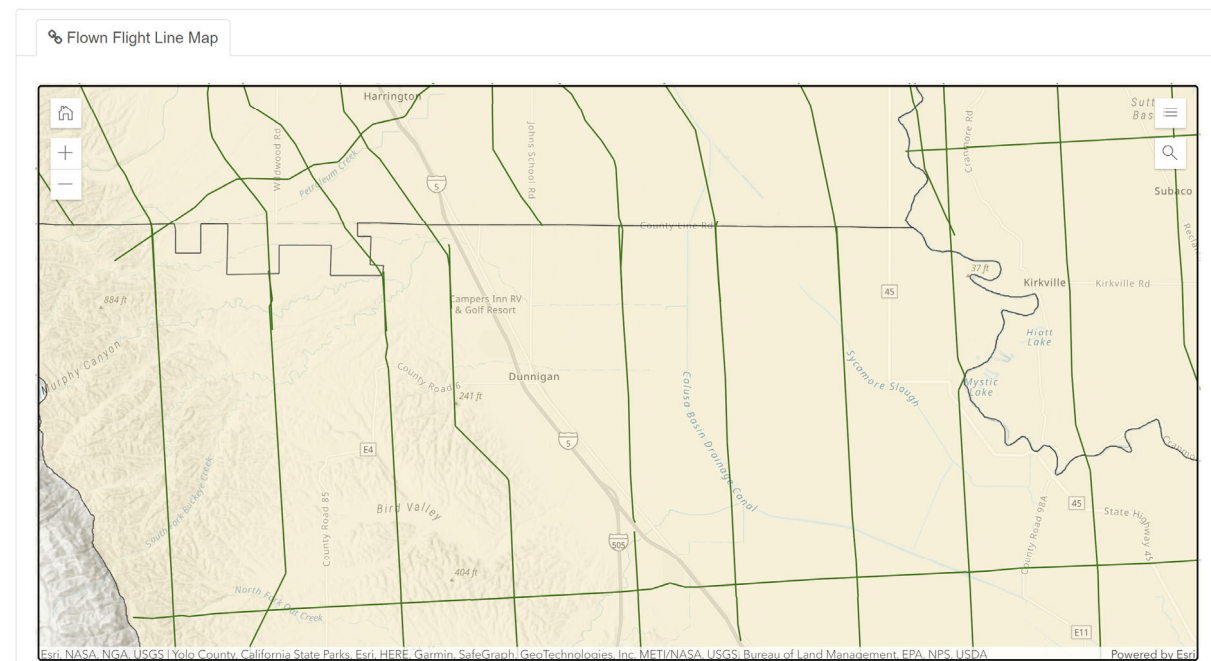 Flown Flight Line Map
Harrington
Sutt
Bas
Wildwood Rd
Petroleum Creek
Johns School Rd
Cranmore Rd
5
Subaco
County Line Rd
Recla
884 ft
Campers Inn RV
& Golf Resort
45
37 ft
Kirkville
Kirkville Rd
Hiatt
Lake
Murphy Canyon
County Road 6
Dunnigan
241 ft
Sycamore Slough
Mystic
Lake
Colusa Basin Drainage Canal
E4
5
Cranmo
South Fork Buckeye Creek
County Road 85
Bird Valley
505
45
State Highway 45
County Road 98A
404 ft
North Fork Oat Creek
E11
Esri, NASA, NGA, USGS | Yolo County, California State Parks, Esri, HERE, Garmin, SafeGraph, GeoTechnologies, Inc, METI/NASA, USGS, Bureau of Land Management, EPA, NPS, USDA
Powered by Esri